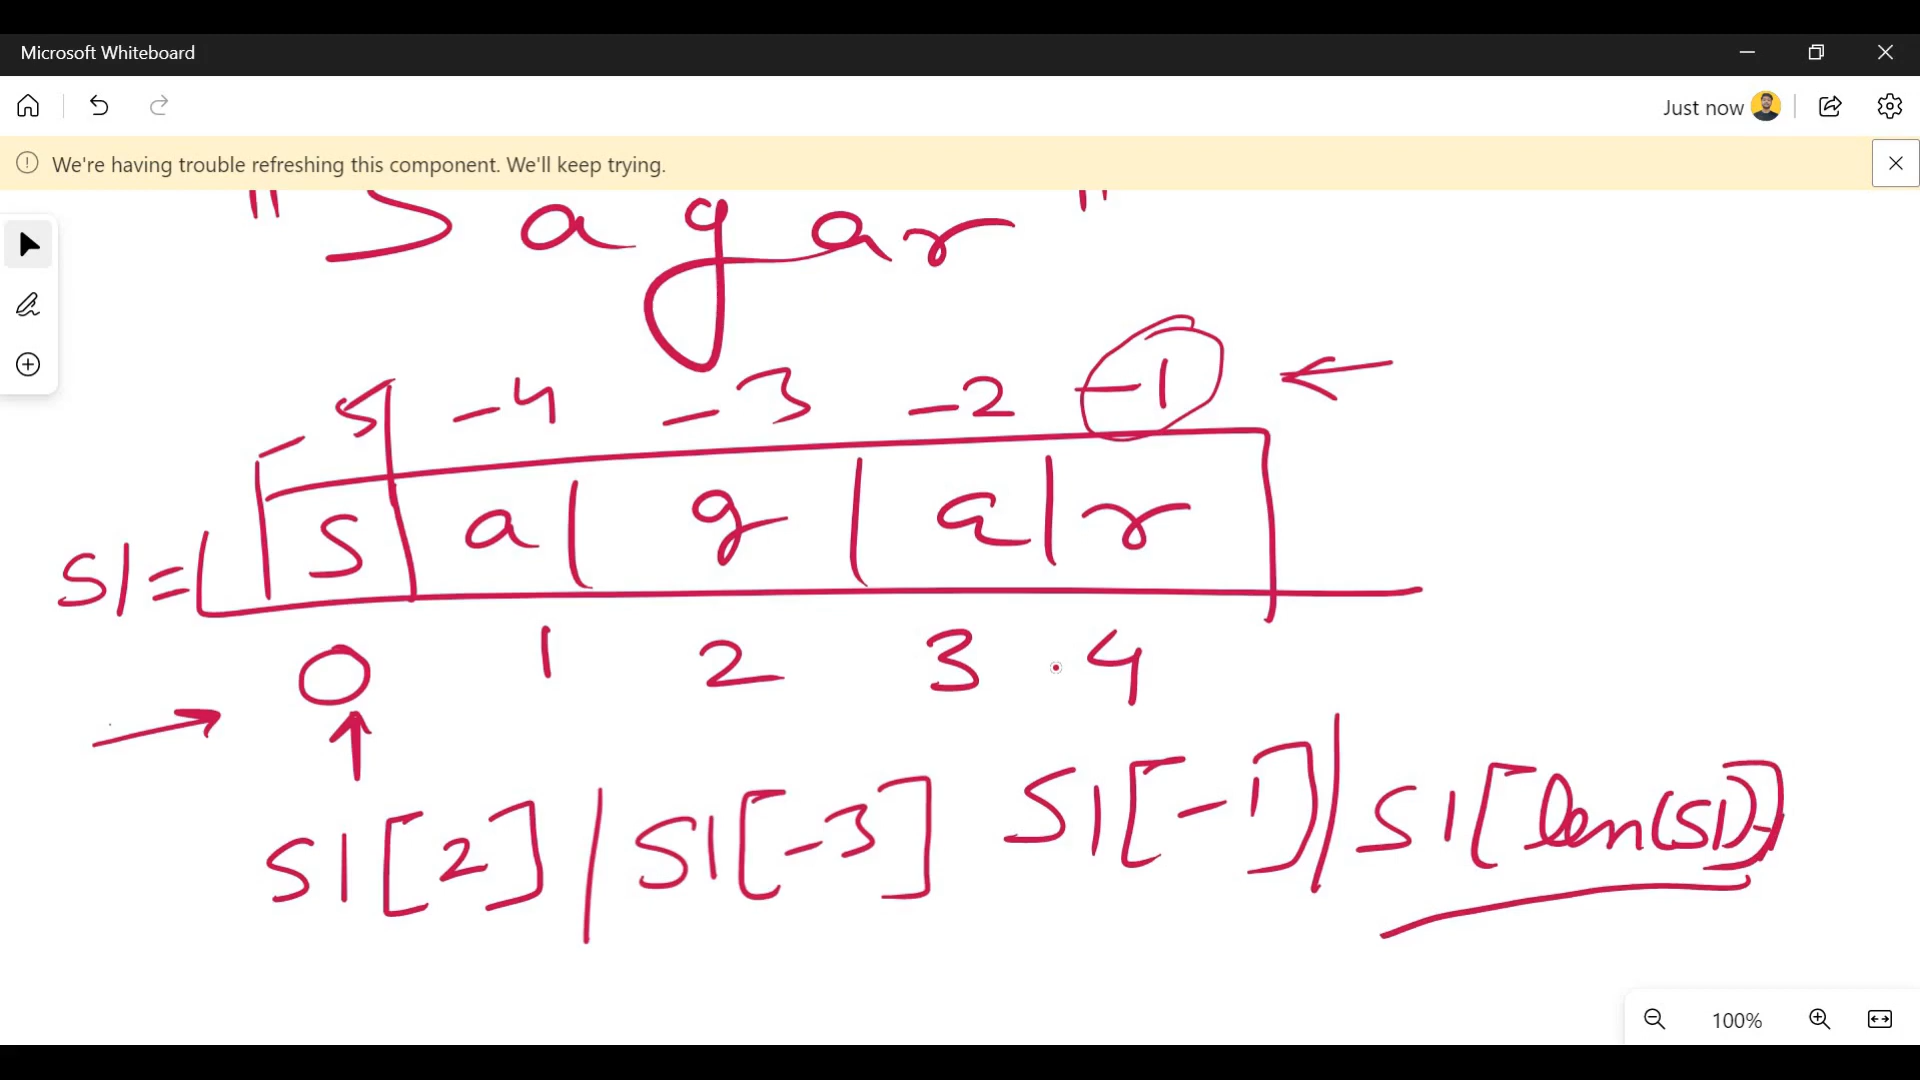 Microsoft Whiteboard
Just now
We're having trouble refreshing this component. We'll keep trying.
"Sagar"
-5 -4 -3 -2 -1
S1= S a g a r
0 1 2 3 4
S1[2] / S1[-3] S1[-1] / S1[len(S1)-
100%